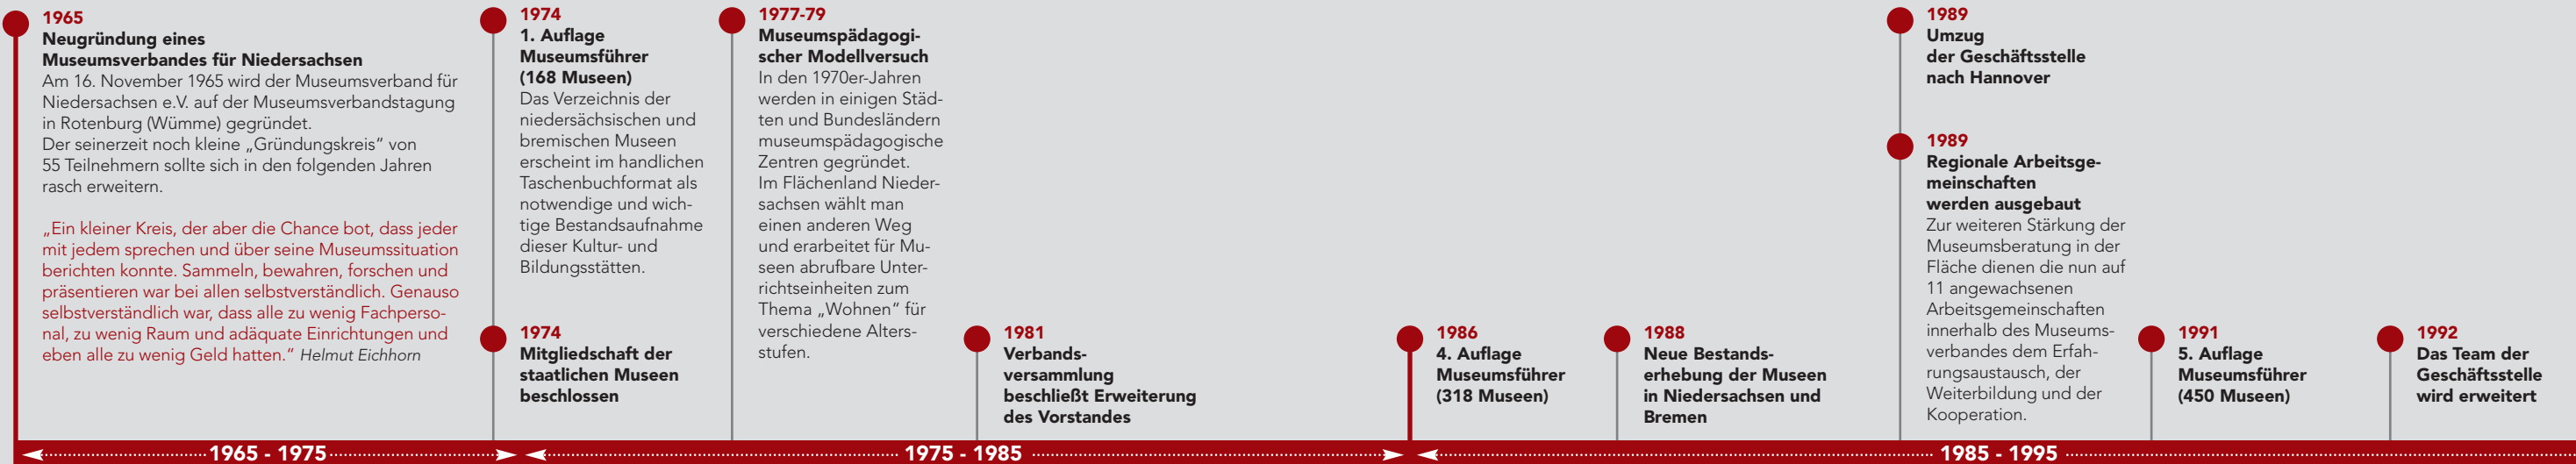 1965
Neugründung eines
Museumsverbandes für Niedersachsen
Am 16. November 1965 wird der Museumsverband für
Niedersachsen e.V. auf der Museumsverbandstagung
in Rotenburg (Wümme) gegründet.
Der seinerzeit noch kleine „Gründungskreis“ von
55 Teilnehmern sollte sich in den folgenden Jahren
rasch erweitern.
„Ein kleiner Kreis, der aber die Chance bot, dass jeder
mit jedem sprechen und über seine Museumssituation
berichten konnte. Sammeln, bewahren, forschen und
präsentieren war bei allen selbstverständlich. Genauso
selbstverständlich war, dass alle zu wenig Fachperso-
nal, zu wenig Raum und adäquate Einrichtungen und
eben alle zu wenig Geld hatten.“ Helmut Eichhorn
1974
1. Auflage
Museumsführer
(168 Museen)
Das Verzeichnis der
niedersächsischen und
bremischen Museen
erscheint im handlichen
Taschenbuchformat als
notwendige und wich-
tige Bestandsaufnahme
dieser Kultur- und
Bildungsstätten.
1974
Mitgliedschaft der
staatlichen Museen
beschlossen
1977-79
Museumspädagogi-
scher Modellversuch
In den 1970er-Jahren
werden in einigen Städ-
ten und Bundesländern
museumspädagogische
Zentren gegründet.
Im Flächenland Nieder-
sachsen wählt man
einen anderen Weg
und erarbeitet für Mu-
seen abrufbare Unter-
richtseinheiten zum
Thema „Wohnen“ für
verschiedene Alters-
stufen.
1981
Verbands-
versammlung
beschließt Erweiterung
des Vorstandes
1986
4. Auflage
Museumsführer
(318 Museen)
1988
Neue Bestands-
erhebung der Museen
in Niedersachsen und
Bremen
1989
Umzug
der Geschäftsstelle
nach Hannover
1989
Regionale Arbeitsge-
meinschaften
werden ausgebaut
Zur weiteren Stärkung der
Museumsberatung in der
Fläche dienen die nun auf
11 angewachsenen
Arbeitsgemeinschaften
innerhalb des Museums-
verbandes dem Erfah-
rungsaustausch, der
Weiterbildung und der
Kooperation.
1991
5. Auflage
Museumsführer
(450 Museen)
1992
Das Team der
Geschäftsstelle
wird erweitert
1965 - 1975
1975 - 1985
1985 - 1995